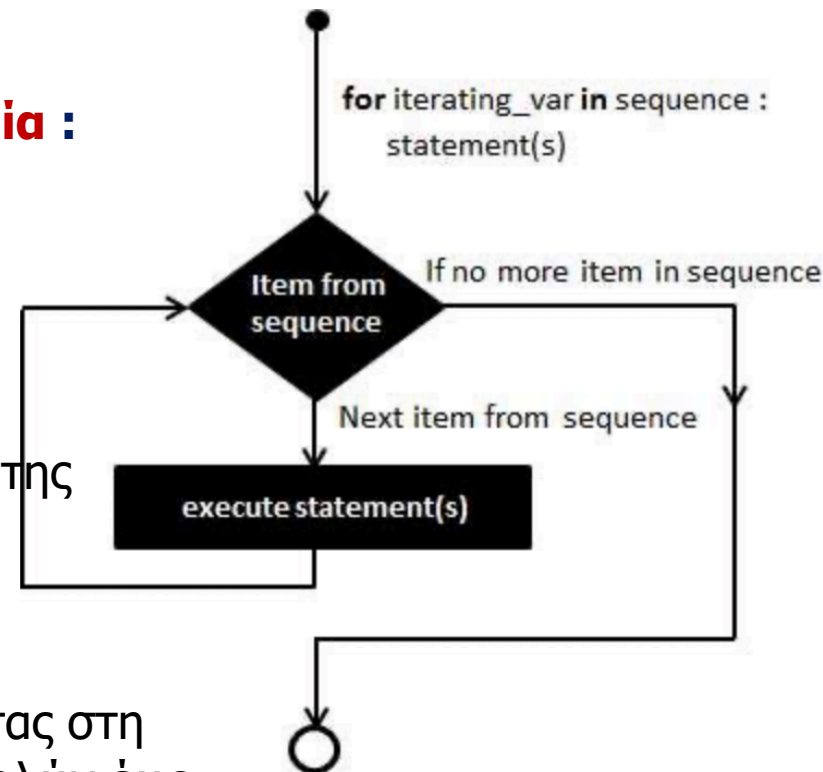 for iterating_var in sequence :
statement(s)
ία :
If no more item in sequence
Item from
sequence
Next item from sequence
της
execute statement(s)
τας στη